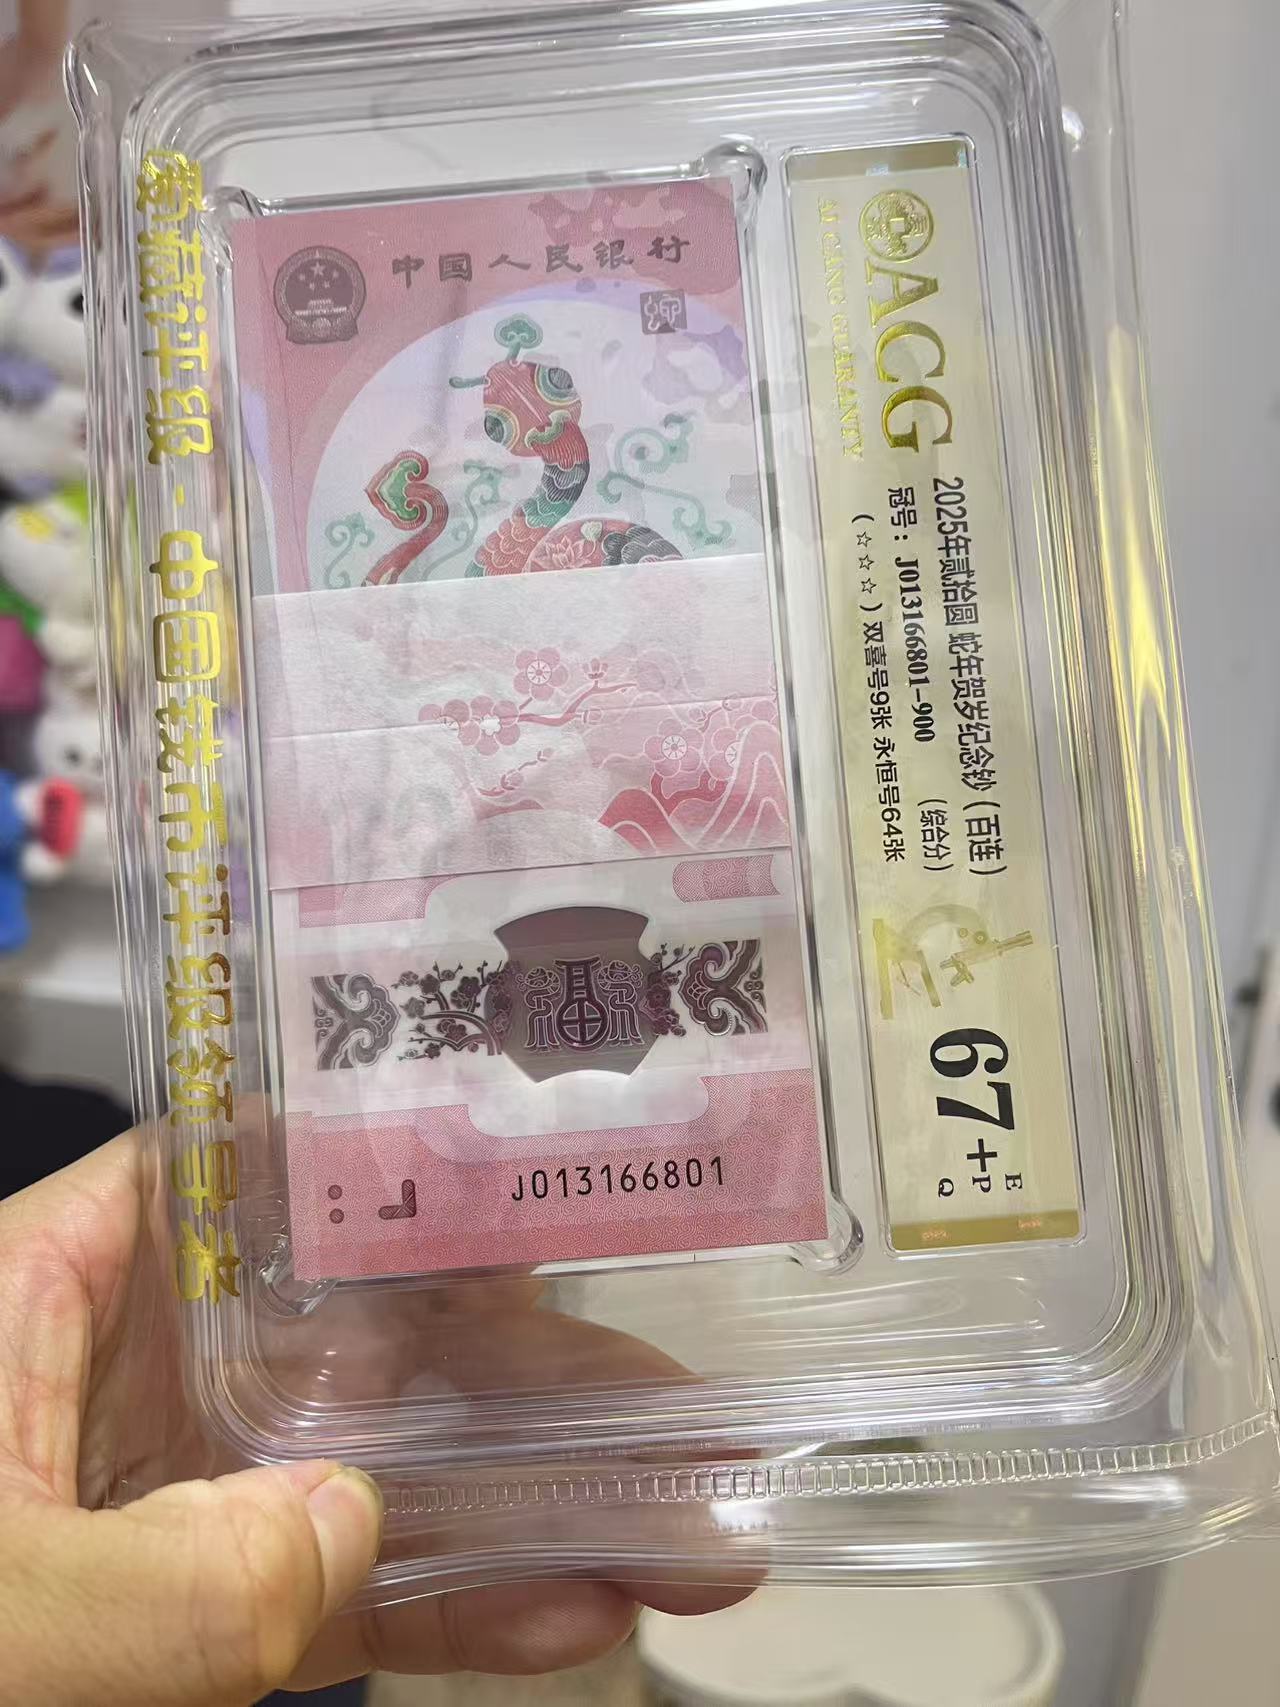 爱藏评级-中国钱币评级领导者
中国人民银行
J013166801
ACG
AI CANG GUARANTY
2025年贰拾圆 蛇年贺岁纪念钞（百连）
冠号：J013166801-900 （综合分）
（☆☆☆）双喜号9张 永恒号64张
67+
E
P
Q